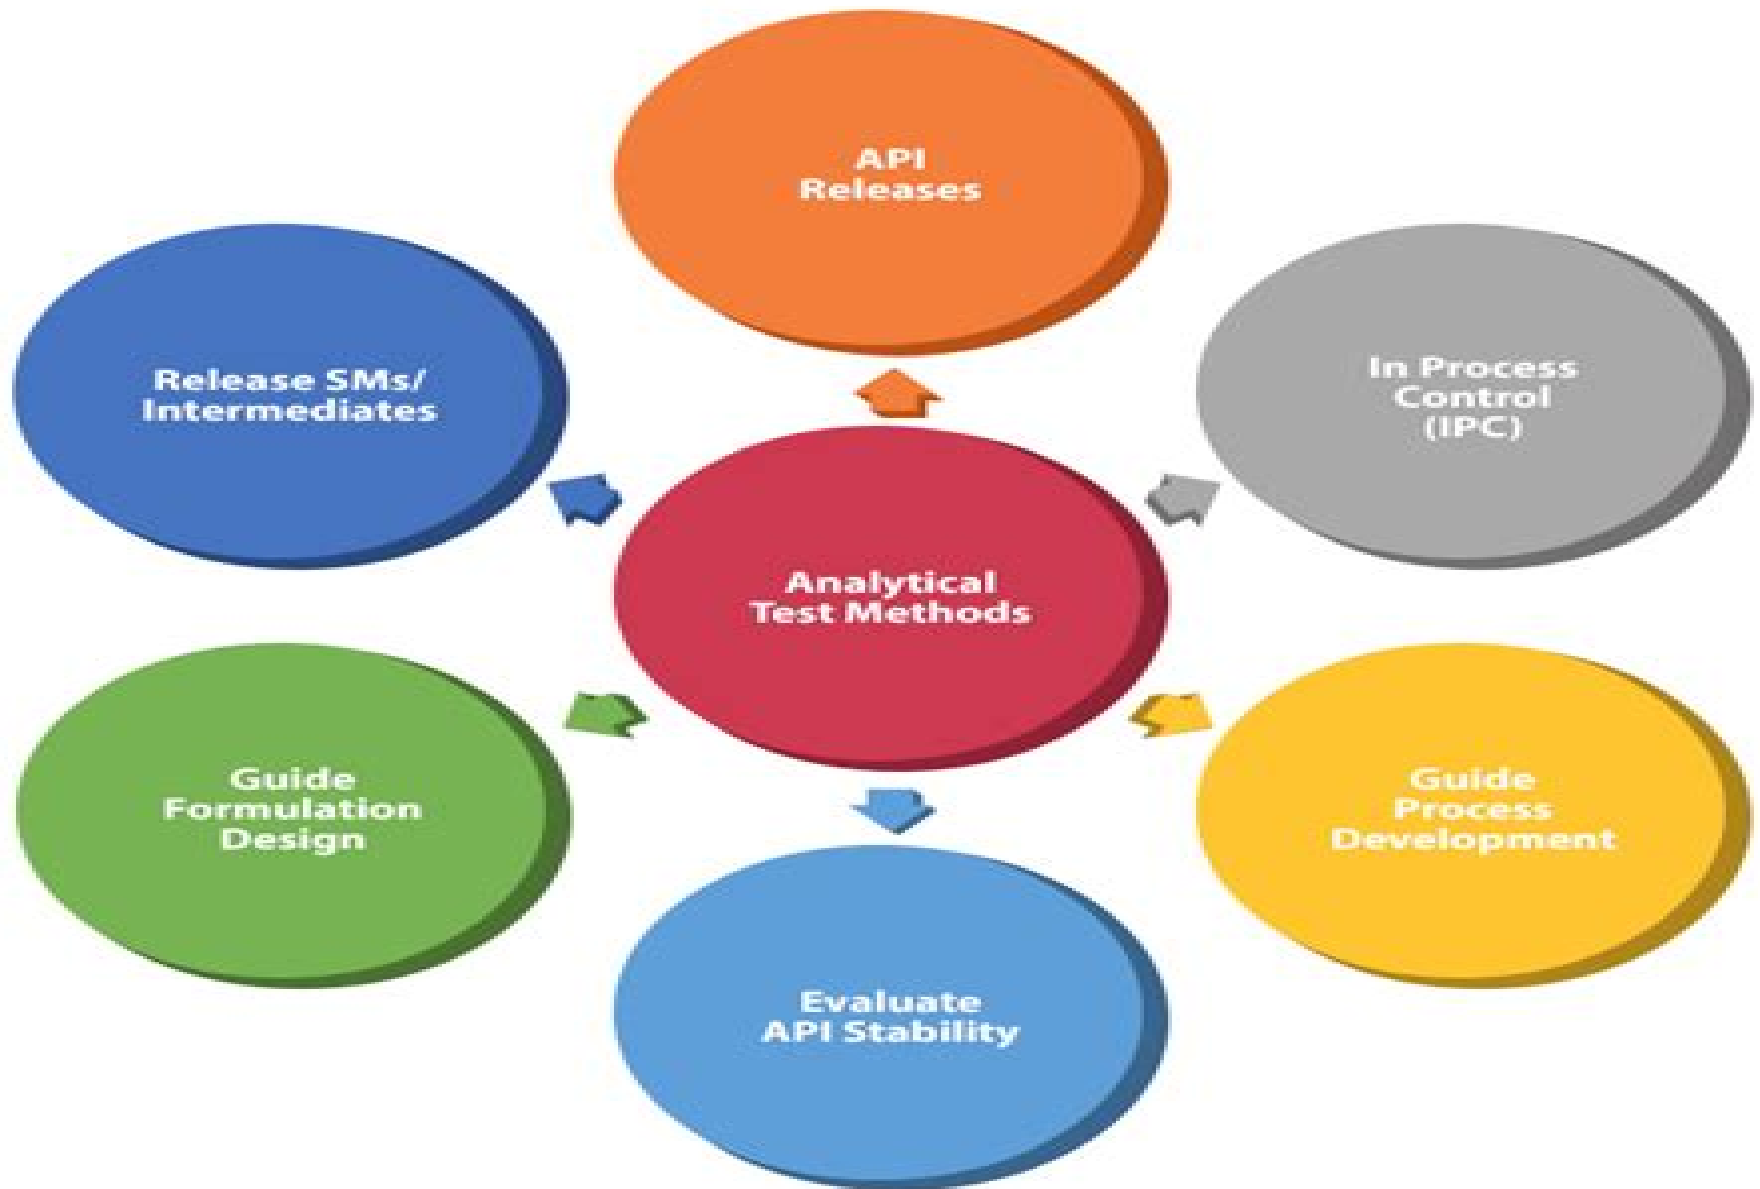 API
Releases
Release SMs/
Intermediates
In Process
Control
(IPC)
Analytical
Test Methods
Guide
Formulation
Design
Guide
Process
Development
Evaluate
API Stability